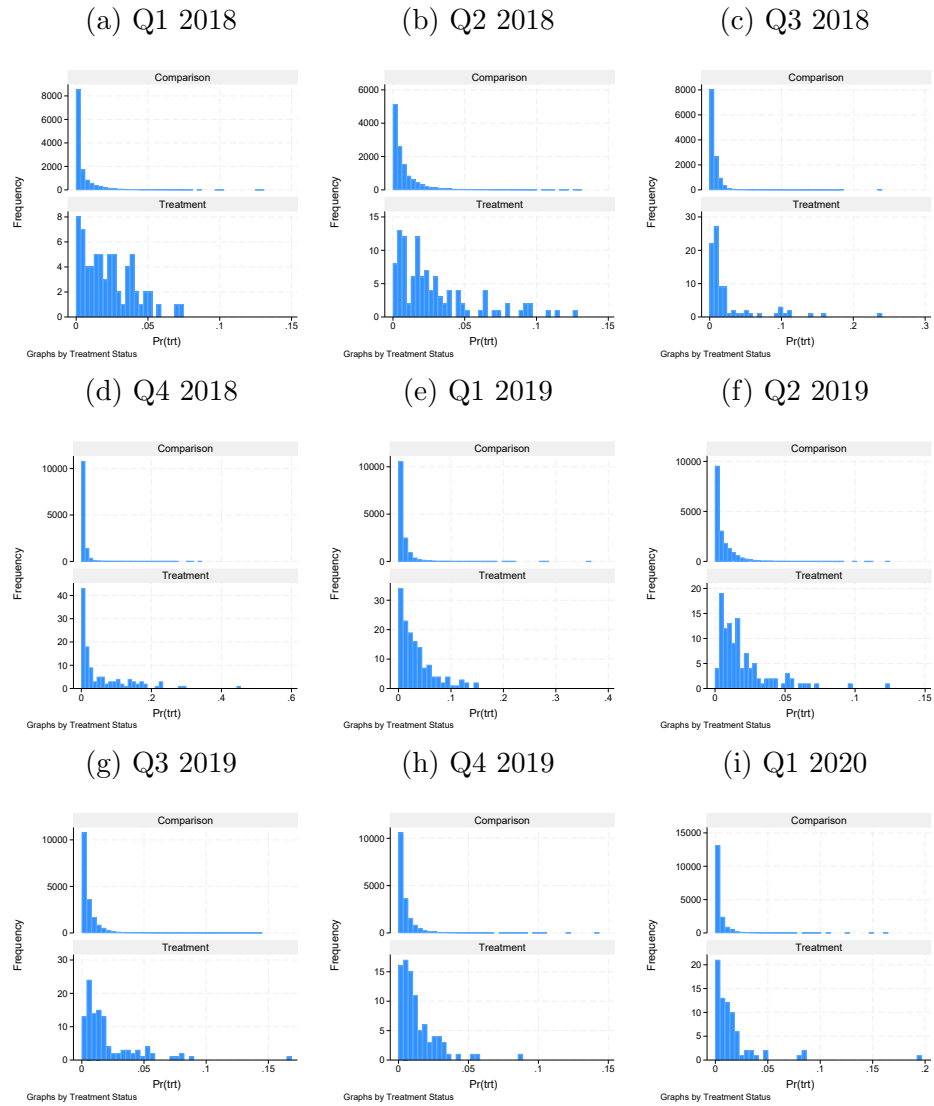 (a) Q1 2018
Comparison
8000
6000
4000
2000
0
Treatment
8
6
4
2
0
Frequency
0 .05 .1 .15
Pr(trt)
Graphs by Treatment Status
(b) Q2 2018
Comparison
6000
4000
2000
0
Treatment
15
10
5
0
Frequency
0 .05 .1 .15
Pr(trt)
Graphs by Treatment Status
(c) Q3 2018
Comparison
8000
6000
4000
2000
0
Treatment
30
20
10
0
Frequency
0 .1 .2 .3
Pr(trt)
Graphs by Treatment Status
(d) Q4 2018
Comparison
10000
5000
0
Treatment
40
30
20
10
0
Frequency
0 .2 .4 .6
Pr(trt)
Graphs by Treatment Status
(e) Q1 2019
Comparison
10000
5000
0
Treatment
30
20
10
0
Frequency
0 .1 .2 .3 .4
Pr(trt)
Graphs by Treatment Status
(f) Q2 2019
Comparison
10000
5000
0
Treatment
20
15
10
5
0
Frequency
0 .05 .1 .15
Pr(trt)
Graphs by Treatment Status
(g) Q3 2019
Comparison
10000
5000
0
Treatment
30
20
10
0
Frequency
0 .05 .1 .15
Pr(trt)
Graphs by Treatment Status
(h) Q4 2019
Comparison
10000
5000
0
Treatment
15
10
5
0
Frequency
0 .05 .1 .15
Pr(trt)
Graphs by Treatment Status
(i) Q1 2020
Comparison
15000
10000
5000
0
Treatment
20
15
10
5
0
Frequency
0 .05 .1 .15 .2
Pr(trt)
Graphs by Treatment Status